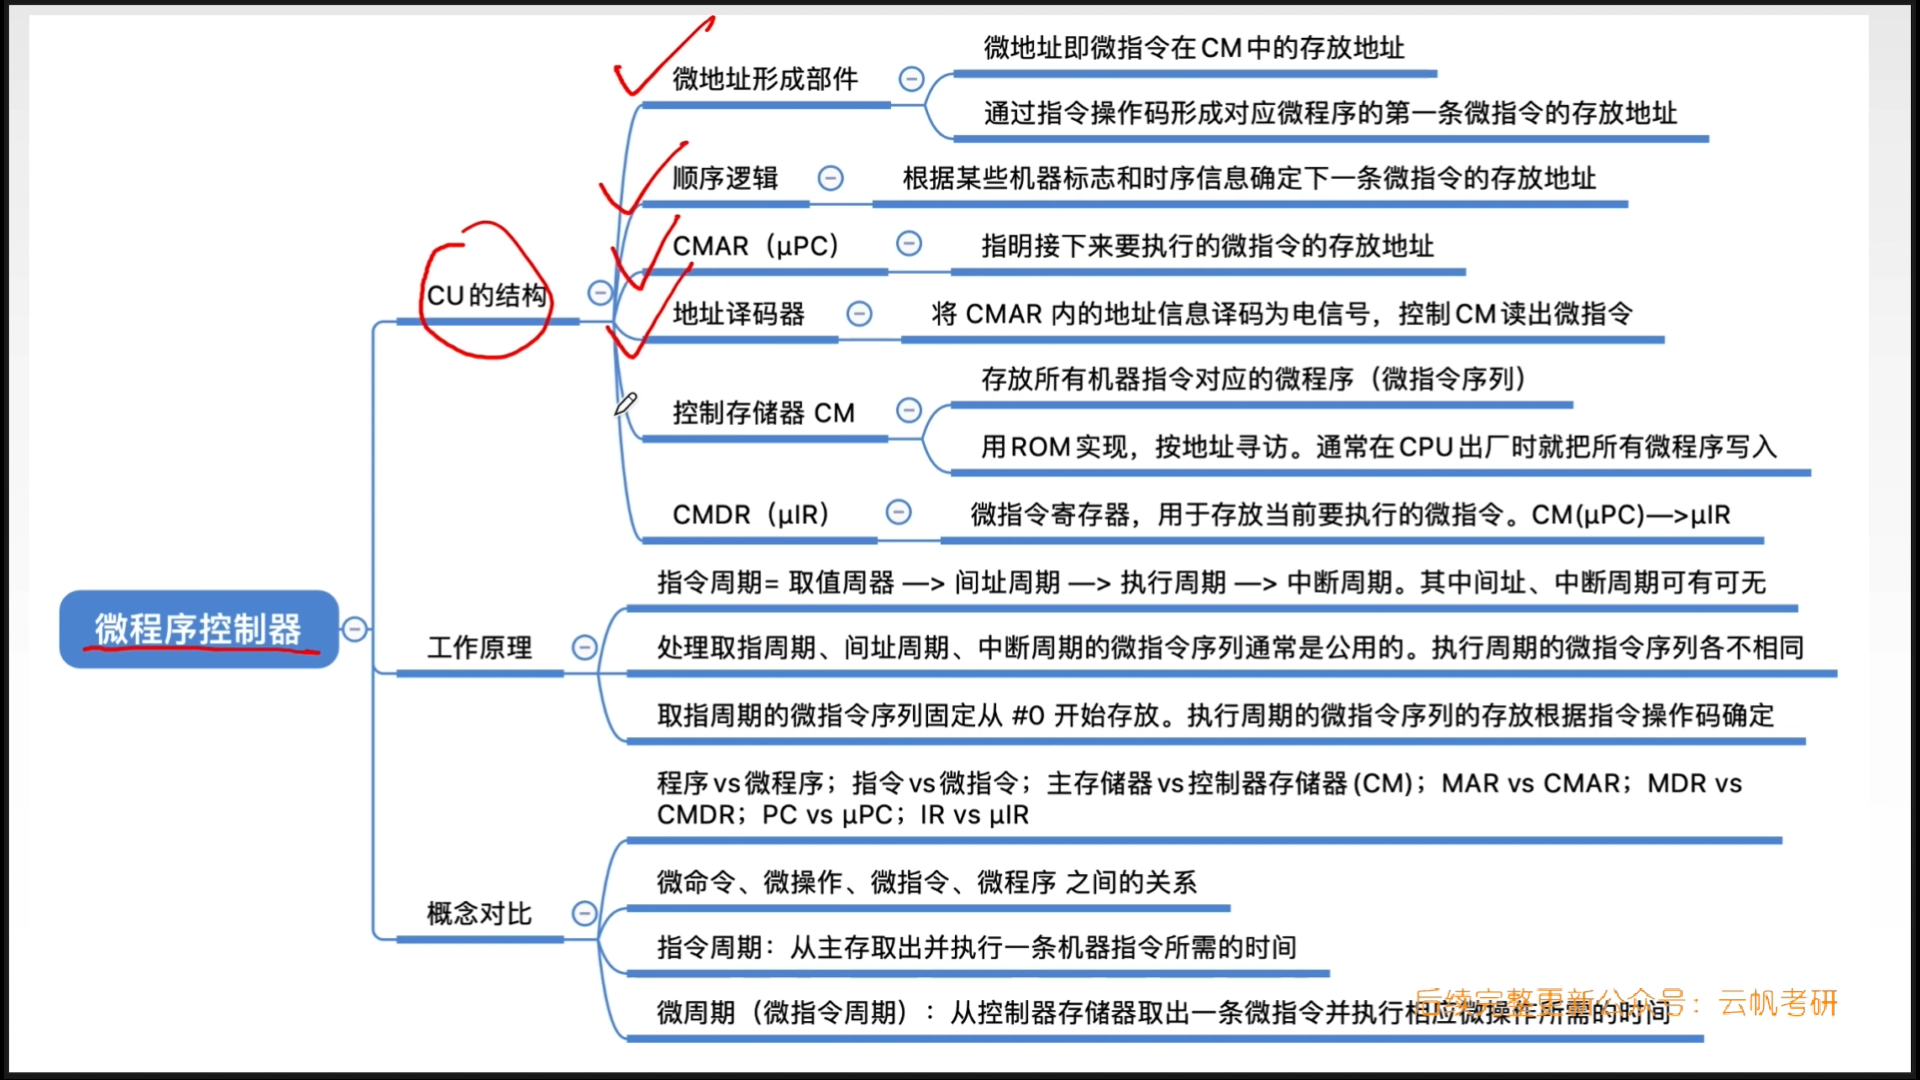 微程序控制器
CU的结构
微地址形成部件
微地址即微指令在CM中的存放地址
通过指令操作码形成对应微程序的第一条微指令的存放地址
顺序逻辑
根据某些机器标志和时序信息确定下一条微指令的存放地址
CMAR（μPC）
指明接下来要执行的微指令的存放地址
地址译码器
将 CMAR 内的地址信息译码为电信号，控制CM读出微指令
控制存储器 CM
存放所有机器指令对应的微程序（微指令序列）
用ROM实现，按地址寻访。通常在CPU出厂时就把所有微程序写入
CMDR（μIR）
微指令寄存器，用于存放当前要执行的微指令。CM(μPC)—>μIR
工作原理
指令周期= 取值周器 —> 间址周期 —> 执行周期 —> 中断周期。其中间址、中断周期可有可无
处理取指周期、间址周期、中断周期的微指令序列通常是公用的。执行周期的微指令序列各不相同
取指周期的微指令序列固定从 #0 开始存放。执行周期的微指令序列的存放根据指令操作码确定
概念对比
程序vs微程序；指令vs微指令；主存储器vs控制器存储器(CM)；MAR vs CMAR；MDR vs
CMDR；PC vs μPC；IR vs μIR
微命令、微操作、微指令、微程序 之间的关系
指令周期：从主存取出并执行一条机器指令所需的时间
微周期（微指令周期）：从控制器存储器取出一条微指令并执行相应微操作所需的时间
后续完整更新公众号：云帆考研